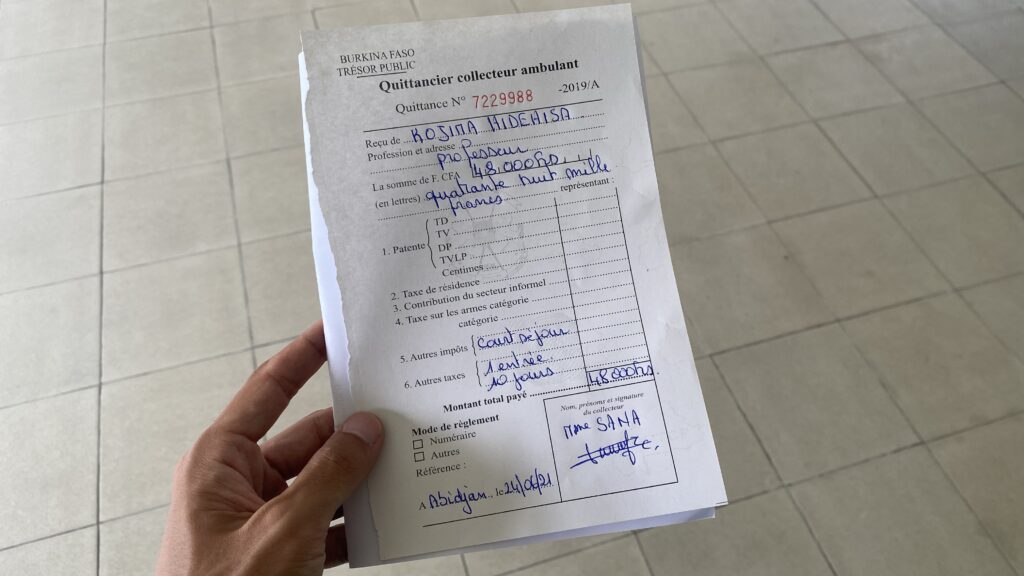 BURKINA FASO
TRÉSOR PUBLIC
Quittancier collecteur ambulant
Quittance N° 7229988 -2019/A
Reçu de KOJIMA HIDEHISA
Profession et adresse
professeur
La somme de F. CFA 48.000frs
(en lettres) quarante huit mille
francs
représentant :
1. Patente
TD
TV
DP
TVLP
Centimes
2. Taxe de résidence
3. Contribution du secteur informel
4. Taxe sur les armes catégorie
catégorie
5. Autres impôts Court séjour
1 entrée
6. Autres taxes 10 jours
Montant total payé 48.000frs
Mode de règlement
Numéraire
Autres
Référence :
Nom, prénoms et signature
du collecteur
Mme SANA
A Abidjan, le 24/06/21